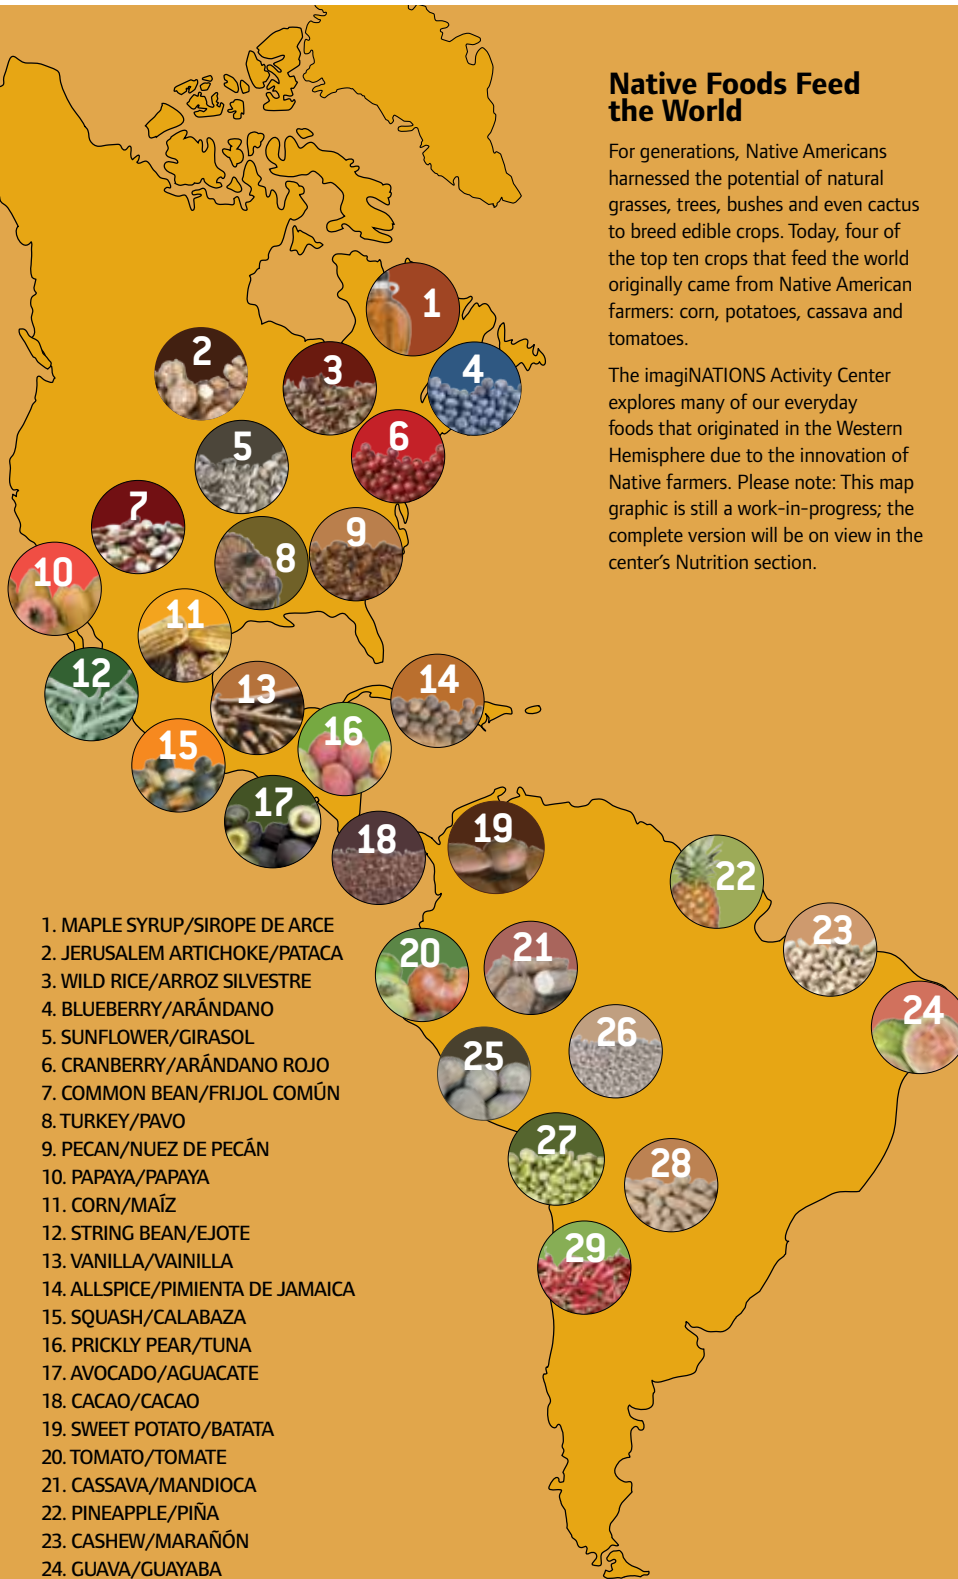 Native Foods Feed
the World
For generations, Native Americans
harnessed the potential of natural
grasses, trees, bushes and even cactus
to breed edible crops. Today, four of
the top ten crops that feed the world
originally came from Native American
farmers: corn, potatoes, cassava and
tomatoes.
The imagiNATIONS Activity Center
explores many of our everyday
foods that originated in the Western
Hemisphere due to the innovation of
Native farmers. Please note: This map
graphic is still a work-in-progress; the
complete version will be on view in the
center’s Nutrition section.
1
2
3
4
5
6
7
8
9
10
11
12
13
14
15
16
17
18
19
20
21
22
23
24
25
26
27
28
29
1. MAPLE SYRUP/SIROPE DE ARCE
2. JERUSALEM ARTICHOKE/PATACA
3. WILD RICE/ARROZ SILVESTRE
4. BLUEBERRY/ARÁNDANO
5. SUNFLOWER/GIRASOL
6. CRANBERRY/ARÁNDANO ROJO
7. COMMON BEAN/FRIJOL COMÚN
8. TURKEY/PAVO
9. PECAN/NUEZ DE PECÁN
10. PAPAYA/PAPAYA
11. CORN/MAÍZ
12. STRING BEAN/EJOTE
13. VANILLA/VAINILLA
14. ALLSPICE/PIMIENTA DE JAMAICA
15. SQUASH/CALABAZA
16. PRICKLY PEAR/TUNA
17. AVOCADO/AGUACATE
18. CACAO/CACAO
19. SWEET POTATO/BATATA
20. TOMATO/TOMATE
21. CASSAVA/MANDIOCA
22. PINEAPPLE/PIÑA
23. CASHEW/MARAÑÓN
24. GUAVA/GUAYABA